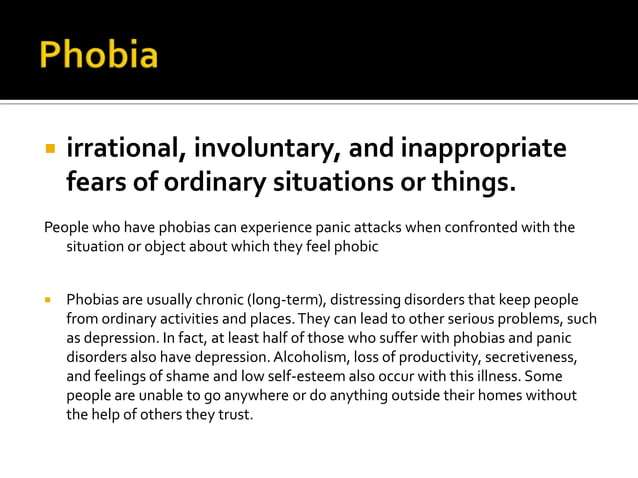 Phobia
irrational, involuntary, and inappropriate
fears of ordinary situations or things.
People who have phobias can experience panic attacks when confronted with the
situation or object about which they feel phobic
Phobias are usually chronic (long-term), distressing disorders that keep people
from ordinary activities and places. They can lead to other serious problems, such
as depression. In fact, at least half of those who suffer with phobias and panic
disorders also have depression. Alcoholism, loss of productivity, secretiveness,
and feelings of shame and low self-esteem also occur with this illness. Some
people are unable to go anywhere or do anything outside their homes without
the help of others they trust.